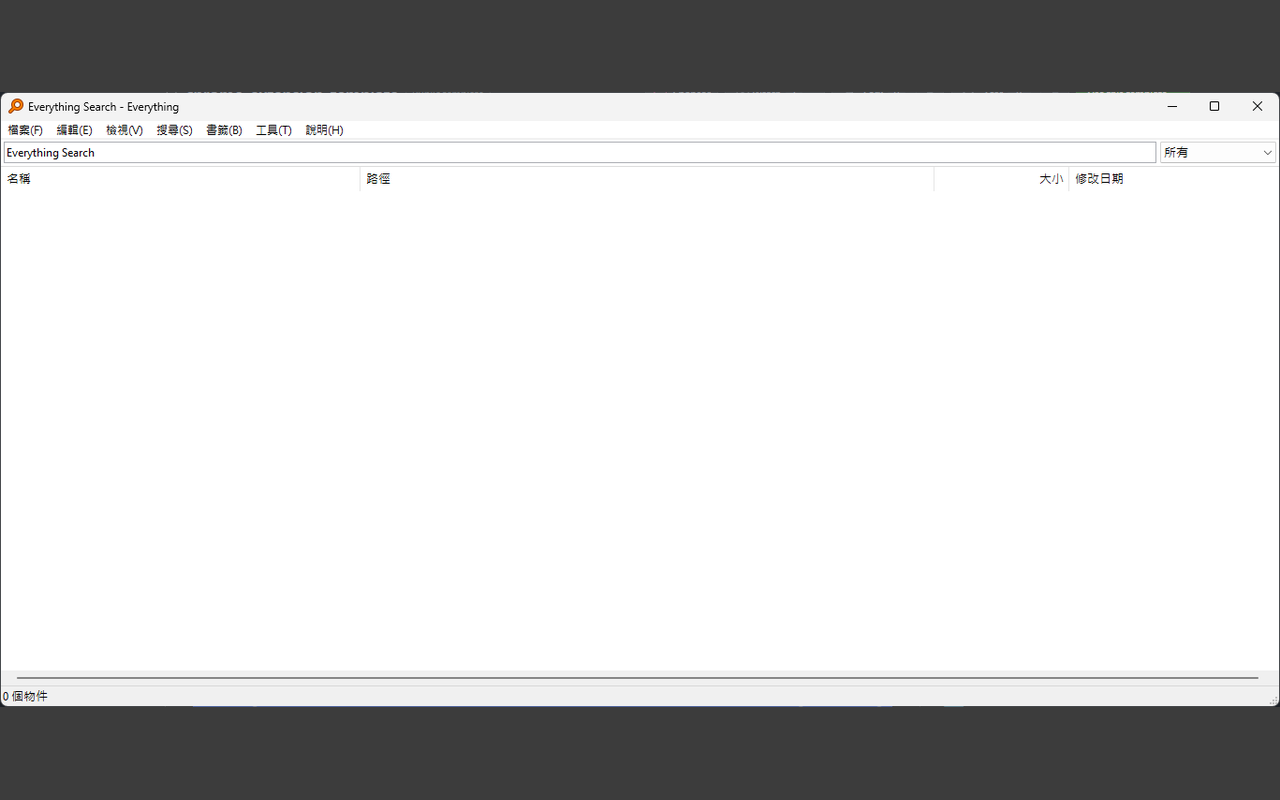 Everything Search - Everything
檔案(F) 編輯(E) 檢視(V) 搜尋(S) 書籤(B) 工具(T) 說明(H)
Everything Search 所有
名稱 路徑 大小 修改日期
0 個物件